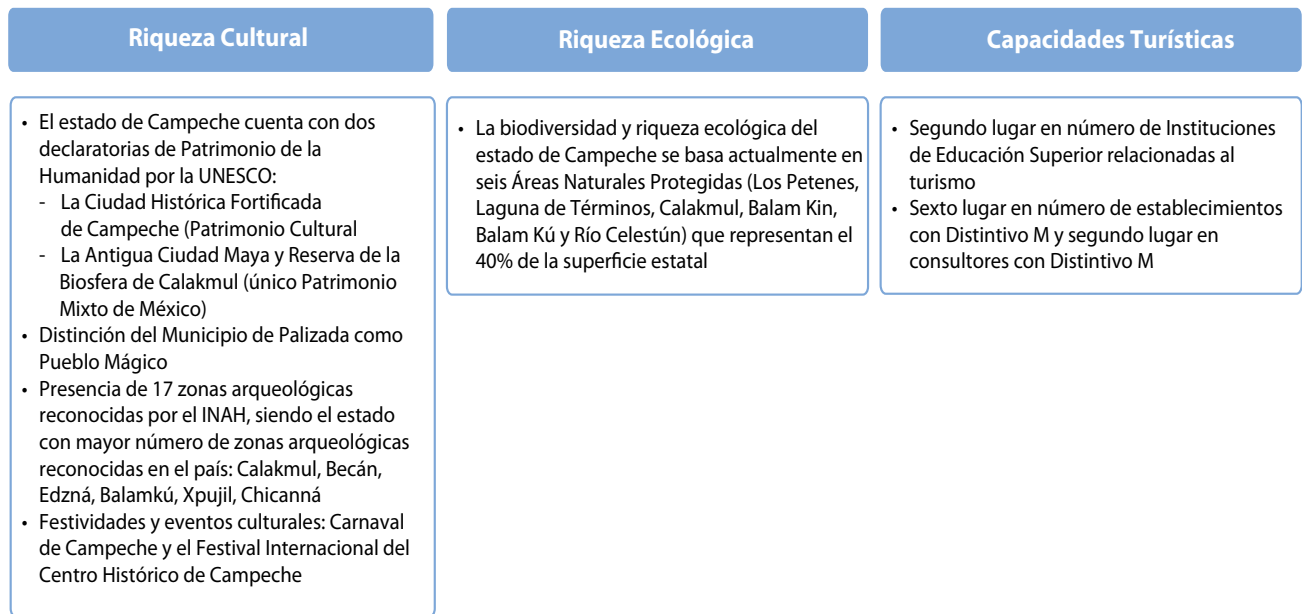 Riqueza Cultural
• El estado de Campeche cuenta con dos
declaratorias de Patrimonio de la
Humanidad por la UNESCO:
- La Ciudad Histórica Fortificada
de Campeche (Patrimonio Cultural
- La Antigua Ciudad Maya y Reserva de la
Biosfera de Calakmul (único Patrimonio
Mixto de México)
• Distinción del Municipio de Palizada como
Pueblo Mágico
• Presencia de 17 zonas arqueológicas
reconocidas por el INAH, siendo el estado
con mayor número de zonas arqueológicas
reconocidas en el país: Calakmul, Becán,
Edzná, Balamkú, Xpujil, Chicanná
• Festividades y eventos culturales: Carnaval
de Campeche y el Festival Internacional del
Centro Histórico de Campeche
Riqueza Ecológica
• La biodiversidad y riqueza ecológica del
estado de Campeche se basa actualmente en
seis Áreas Naturales Protegidas (Los Petenes,
Laguna de Términos, Calakmul, Balam Kin,
Balam Kú y Río Celestún) que representan el
40% de la superficie estatal
Capacidades Turísticas
• Segundo lugar en número de Instituciones
de Educación Superior relacionadas al
turismo
• Sexto lugar en número de establecimientos
con Distintivo M y segundo lugar en
consultores con Distintivo M